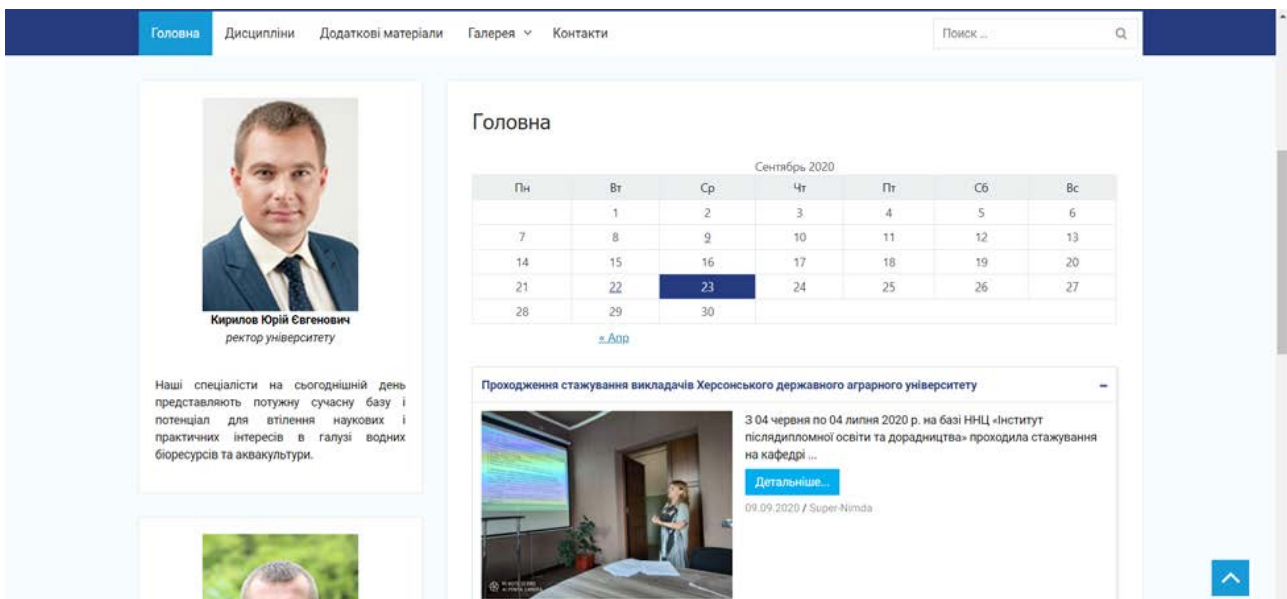 Головна Дисципліни Додаткові матеріали Галерея Контакти Поиск ...
Кирилов Юрій Євгенович
ректор університету
Наші спеціалісти на сьогоднішній день
представляють потужну сучасну базу і
потенціал для втілення наукових і
практичних інтересів в галузі водних
біоресурсів та аквакультури.
Головна
Сентябрь 2020
Пн Вт Ср Чт Пт Сб Вс
1 2 3 4 5 6
7 8 9 10 11 12 13
14 15 16 17 18 19 20
21 22 23 24 25 26 27
28 29 30
« Апр
Проходження стажування викладачів Херсонського державного аграрного університету
З 04 червня по 04 липня 2020 р. на базі ННЦ «Інститут
післядипломної освіти та дорадництва» проходила стажування
на кафедрі ...
Детальніше...
09.09.2020 / Super-Nimda